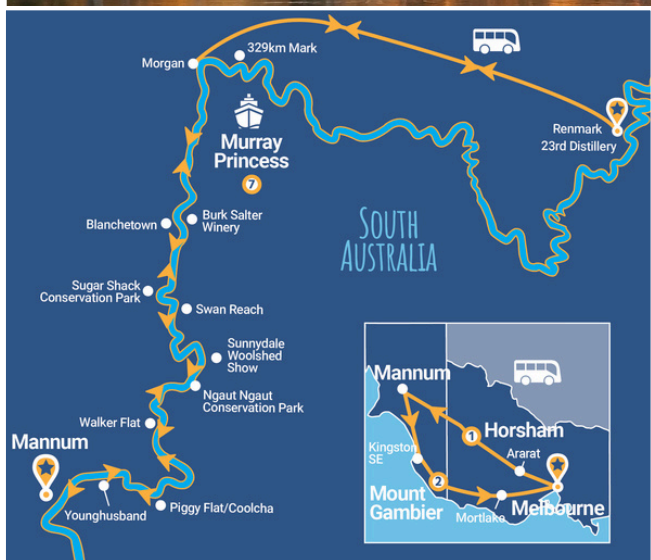 329km Mark
Morgan
Renmark
23rd Distillery
Murray
Princess
7
Burk Salter
Winery
Blanchetown
SOUTH
AUSTRALIA
Sugar Shack
Conservation Park
Swan Reach
Sunnydale
Woolshed
Show
Ngaut Ngaut
Conservation Park
Walker Flat
Mannum
Younghusband
Piggy Flat/Coolcha
Mannum
1
Horsham
Kingston
SE
Ararat
2
Mount
Gambier
Mortlake
Melbourne